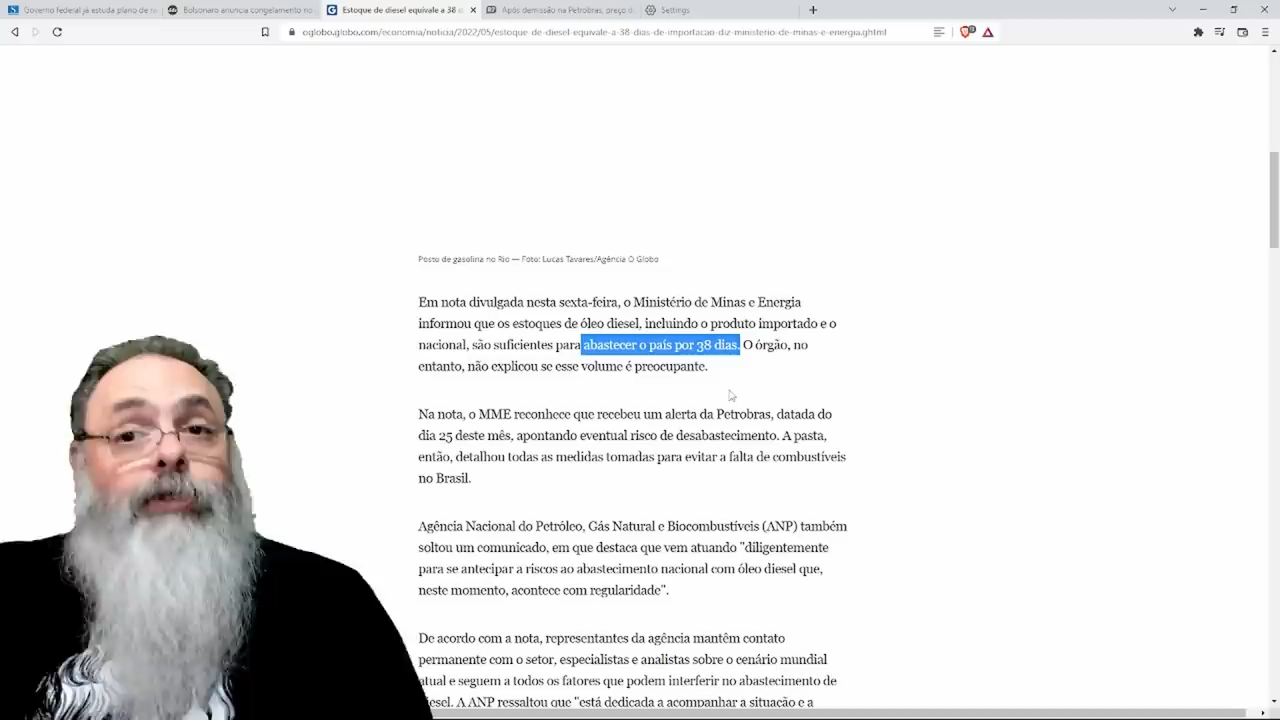 Governo Federal já estuda plano de
Bolsonaro anuncia congelamento no
Estoque de diesel equivale a 38
Após demissão na Petrobras, preço d
Settings
oglobo.globo.com/economia/noticia/2022/05/estoque-de-diesel-equivale-a-38-dias-de-importacao-diz-ministerio-de-minas-e-energia.ghtml
Posto de gasolina no Rio — Foto: Lucas Tavares/Agência O Globo
Em nota divulgada nesta sexta-feira, o Ministério de Minas e Energia
informou que os estoques de óleo diesel, incluindo o produto importado e o
nacional, são suficientes para abastecer o país por 38 dias. O órgão, no
entanto, não explicou se esse volume é preocupante.
Na nota, o MME reconhece que recebeu um alerta da Petrobras, datada do
dia 25 deste mês, apontando eventual risco de desabastecimento. A pasta,
então, detalhou todas as medidas tomadas para evitar a falta de combustíveis
no Brasil.
Agência Nacional do Petróleo, Gás Natural e Biocombustíveis (ANP) também
soltou um comunicado, em que destaca que vem atuando "diligentemente
para se antecipar a riscos ao abastecimento nacional com óleo diesel que,
neste momento, acontece com regularidade".
De acordo com a nota, representantes da agência mantêm contato
permanente com o setor, especialistas e analistas sobre o cenário mundial
atual e seguem a todos os fatores que podem interferir no abastecimento de
diesel. A ANP ressaltou que "está dedicada a acompanhar a situação e a